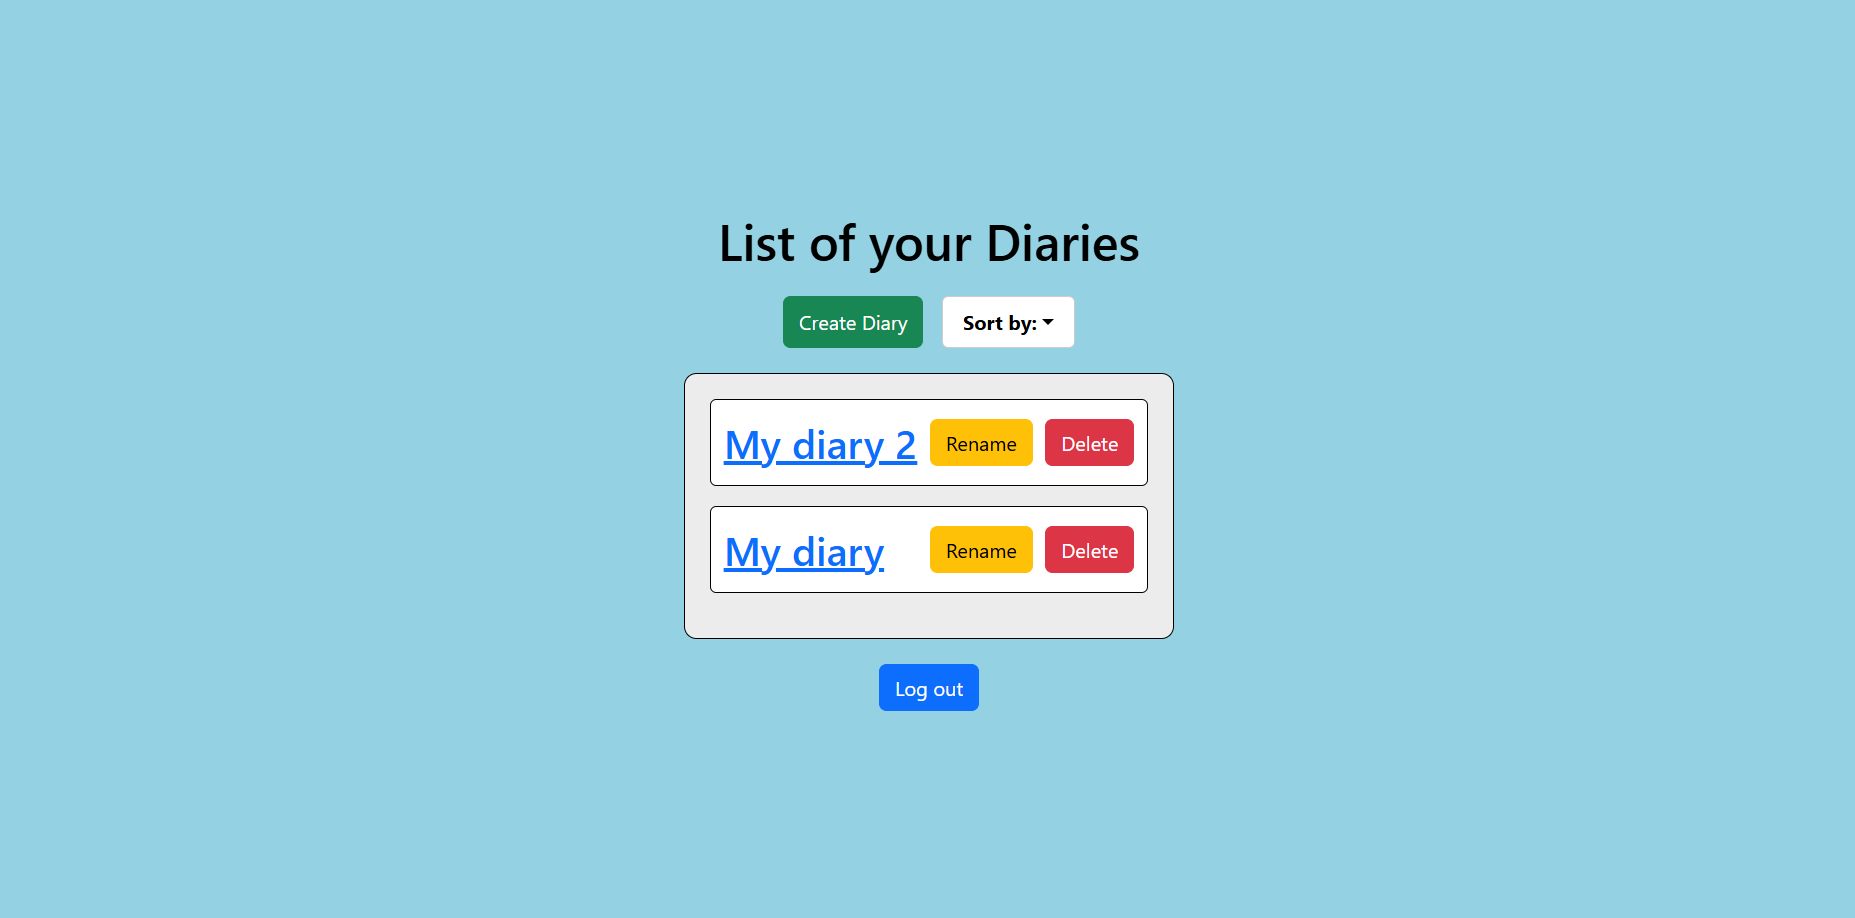 List of your Diaries
Create Diary Sort by:
My diary 2 Rename Delete
My diary Rename Delete
Log out